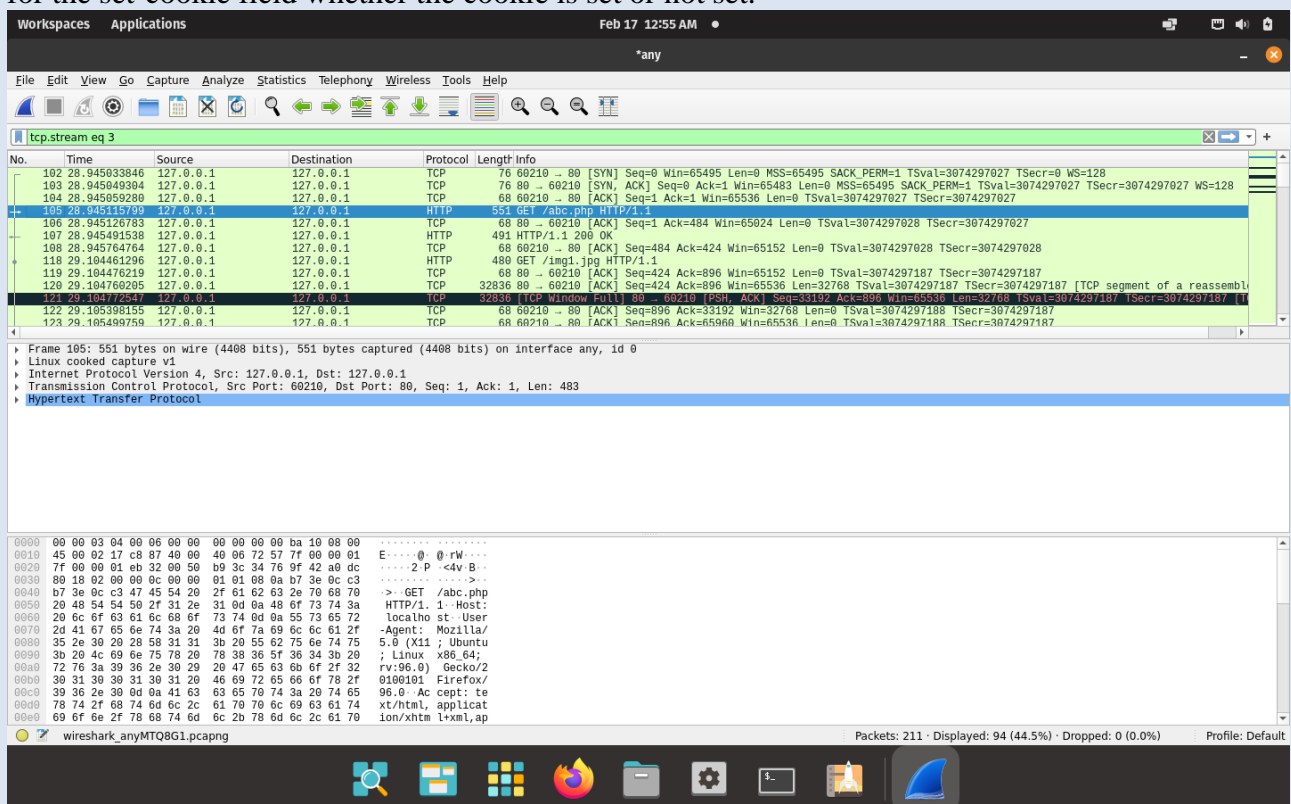 for the set-cookie field whether the cookie is set or not set.
Workspaces Applications Feb 17 12:55 AM
*any
File Edit View Go Capture Analyze Statistics Telephony Wireless Tools Help
tcp.stream eq 3
No. Time Source Destination Protocol Length Info
102 28.945033846 127.0.0.1 127.0.0.1 TCP 76 60210 → 80 [SYN] Seq=0 Win=65495 Len=0 MSS=65495 SACK_PERM=1 TSval=3074297027 TSecr=0 WS=128
103 28.945049304 127.0.0.1 127.0.0.1 TCP 76 80 → 60210 [SYN, ACK] Seq=0 Ack=1 Win=65483 Len=0 MSS=65495 SACK_PERM=1 TSval=3074297027 TSecr=3074297027 WS=128
104 28.945059280 127.0.0.1 127.0.0.1 TCP 68 60210 → 80 [ACK] Seq=1 Ack=1 Win=65536 Len=0 TSval=3074297027 TSecr=3074297027
105 28.945115799 127.0.0.1 127.0.0.1 HTTP 551 GET /abc.php HTTP/1.1
106 28.945126783 127.0.0.1 127.0.0.1 TCP 68 80 → 60210 [ACK] Seq=1 Ack=484 Win=65024 Len=0 TSval=3074297028 TSecr=3074297027
107 28.945491538 127.0.0.1 127.0.0.1 HTTP 491 HTTP/1.1 200 OK
108 28.945764764 127.0.0.1 127.0.0.1 TCP 68 60210 → 80 [ACK] Seq=484 Ack=424 Win=65152 Len=0 TSval=3074297028 TSecr=3074297028
118 29.104461296 127.0.0.1 127.0.0.1 HTTP 480 GET /img1.jpg HTTP/1.1
119 29.104476219 127.0.0.1 127.0.0.1 TCP 68 80 → 60210 [ACK] Seq=424 Ack=896 Win=65152 Len=0 TSval=3074297187 TSecr=3074297187
120 29.104760205 127.0.0.1 127.0.0.1 TCP 32836 80 → 60210 [ACK] Seq=424 Ack=896 Win=65536 Len=32768 TSval=3074297187 TSecr=3074297187 [TCP segment of a reassembl
121 29.104772547 127.0.0.1 127.0.0.1 TCP 32836 [TCP Window Full] 80 → 60210 [PSH, ACK] Seq=33192 Ack=896 Win=65536 Len=32768 TSval=3074297187 TSecr=3074297187 [T
122 29.105398155 127.0.0.1 127.0.0.1 TCP 68 60210 → 80 [ACK] Seq=896 Ack=33192 Win=32768 Len=0 TSval=3074297188 TSecr=3074297187
123 29.105499759 127.0.0.1 127.0.0.1 TCP 68 60210 → 80 [ACK] Seq=896 Ack=65960 Win=65536 Len=0 TSval=3074297188 TSecr=3074297187
Frame 105: 551 bytes on wire (4408 bits), 551 bytes captured (4408 bits) on interface any, id 0
Linux cooked capture v1
Internet Protocol Version 4, Src: 127.0.0.1, Dst: 127.0.0.1
Transmission Control Protocol, Src Port: 60210, Dst Port: 80, Seq: 1, Ack: 1, Len: 483
Hypertext Transfer Protocol
0000 00 00 03 04 00 06 00 00 00 00 00 00 ba 10 08 00 ········ ········
0010 45 00 02 17 c8 87 40 00 40 06 72 57 7f 00 00 01 E·····@· @·rW····
0020 7f 00 00 01 eb 32 00 50 b9 3c 34 76 9f 42 a0 dc ·····2·P ·<4v·B··
0030 80 18 02 00 00 0c 00 00 01 01 08 0a b7 3e 0c c3 ········ ·····>··
0040 b7 3e 0c c3 47 45 54 20 2f 61 62 63 2e 70 68 70 ·>··GET /abc.php
0050 20 48 54 54 50 2f 31 2e 31 0d 0a 48 6f 73 74 3a HTTP/1. 1··Host:
0060 20 6c 6f 63 61 6c 68 6f 73 74 0d 0a 55 73 65 72 localho st··User
0070 2d 41 67 65 6e 74 3a 20 4d 6f 7a 69 6c 6c 61 2f -Agent: Mozilla/
0080 35 2e 30 20 28 58 31 31 3b 20 55 62 75 6e 74 75 5.0 (X11 ; Ubuntu
0090 3b 20 4c 69 6e 75 78 20 78 38 36 5f 36 34 3b 20 ; Linux x86_64;
00a0 72 76 3a 39 36 2e 30 29 20 47 65 63 6b 6f 2f 32 rv:96.0) Gecko/2
00b0 30 31 30 30 31 30 31 20 46 69 72 65 66 6f 78 2f 0100101 Firefox/
00c0 39 36 2e 30 0d 0a 41 63 63 65 70 74 3a 20 74 65 96.0··Ac cept: te
00d0 78 74 2f 68 74 6d 6c 2c 61 70 70 6c 69 63 61 74 xt/html, applicat
00e0 69 6f 6e 2f 78 68 74 6d 6c 2b 78 6d 6c 2c 61 70 ion/xhtm l+xml,ap
wireshark_anyMTQ8G1.pcapng Packets: 211 · Displayed: 94 (44.5%) · Dropped: 0 (0.0%) Profile: Default